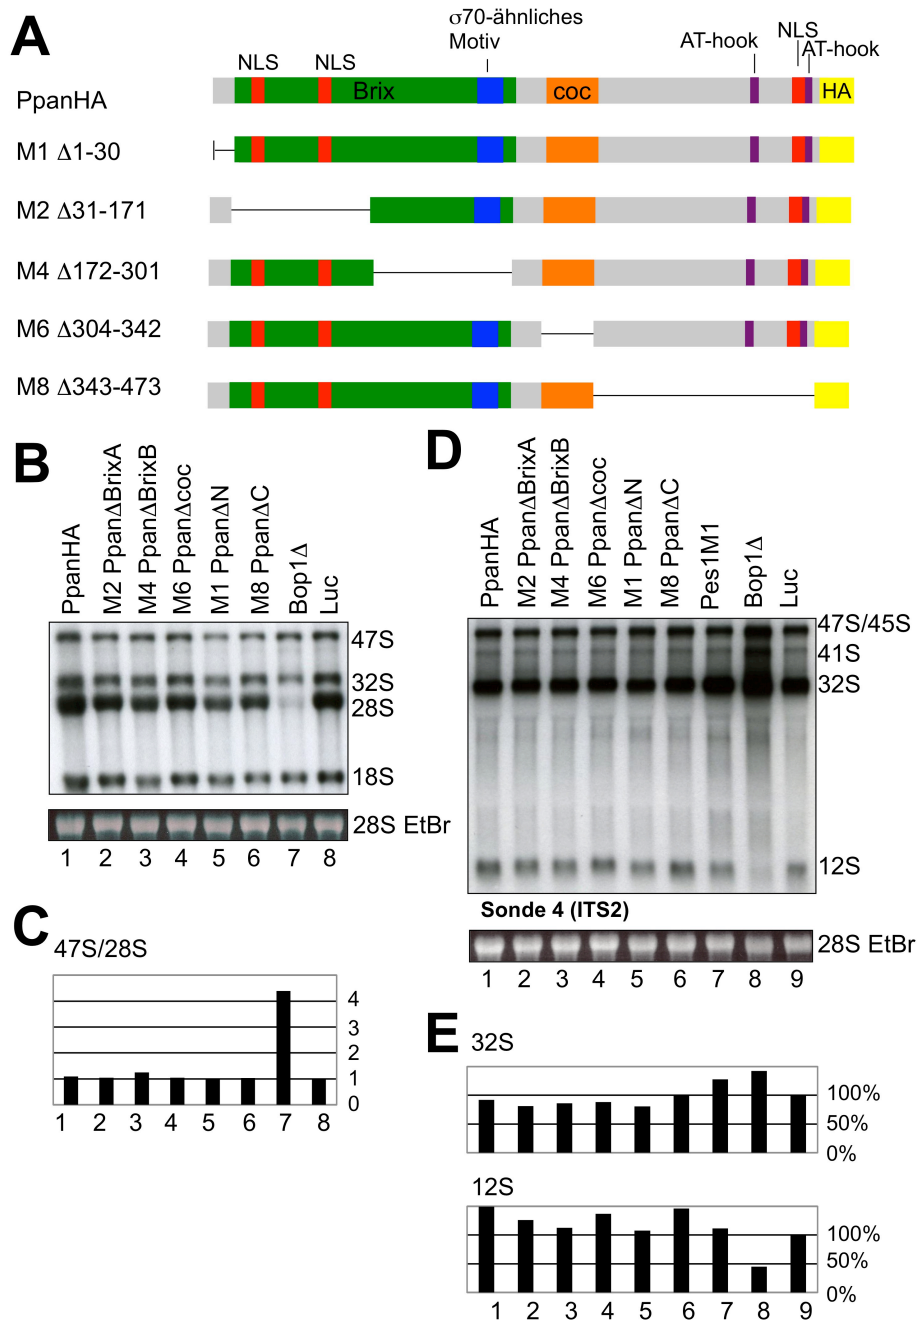 A
σ70-ähnliches
Motiv
NLS
NLS
AT-hook
NLS
AT-hook
PpanHA
Brix
coc
HA
M1 Δ1-30
M2 Δ31-171
M4 Δ172-301
M6 Δ304-342
M8 Δ343-473
B
PpanHA
M2 PpanΔBrixA
M4 PpanΔBrixB
M6 PpanΔcoc
M1 PpanΔN
M8 PpanΔC
Bop1Δ
Luc
47S
32S
28S
18S
28S EtBr
1 2 3 4 5 6 7 8
C
47S/28S
4
3
2
1
0
1 2 3 4 5 6 7 8
D
PpanHA
M2 PpanΔBrixA
M4 PpanΔBrixB
M6 PpanΔcoc
M1 PpanΔN
M8 PpanΔC
Pes1M1
Bop1Δ
Luc
47S/45S
41S
32S
12S
Sonde 4 (ITS2)
28S EtBr
1 2 3 4 5 6 7 8 9
E
32S
100%
50%
0%
12S
100%
50%
0%
1 2 3 4 5 6 7 8 9